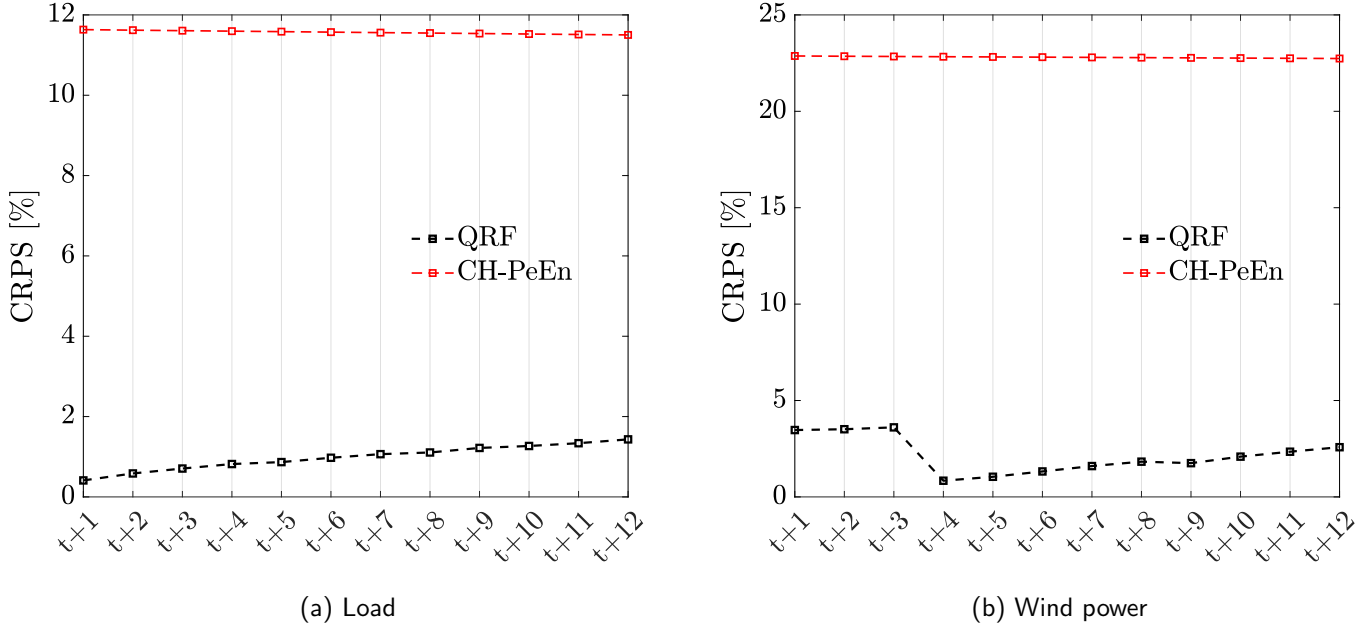 12
10
8
6
4
2
0
CRPS [%]
QRF
CH-PeEn
t+1
t+2
t+3
t+4
t+5
t+6
t+7
t+8
t+9
t+10
t+11
t+12
(a) Load
25
20
15
10
5
0
CRPS [%]
QRF
CH-PeEn
t+1
t+2
t+3
t+4
t+5
t+6
t+7
t+8
t+9
t+10
t+11
t+12
(b) Wind power